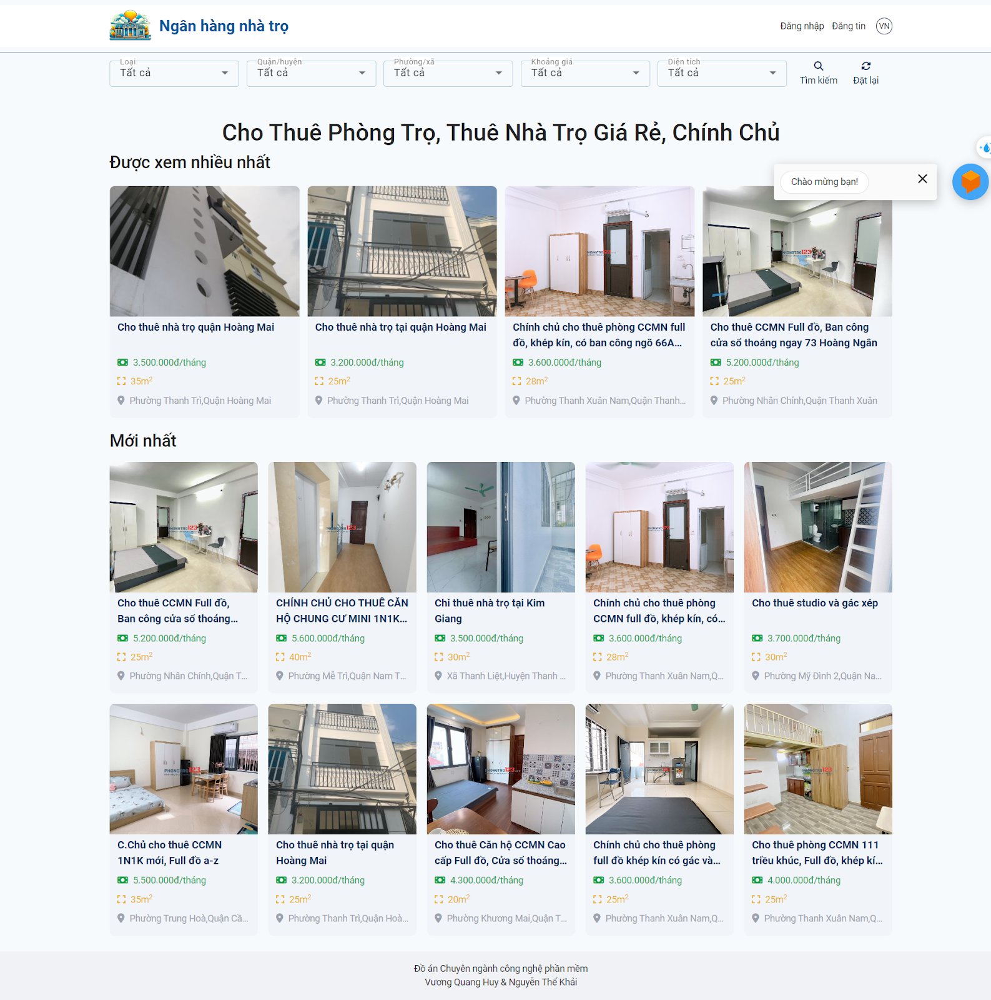 Ngân hàng nhà trọ
Đăng nhập Đăng tin VN
Loại
Tất cả
Quận/huyện
Tất cả
Phường/xã
Tất cả
Khoảng giá
Tất cả
Diện tích
Tất cả
Tìm kiếm
Đặt lại
Cho Thuê Phòng Trọ, Thuê Nhà Trọ Giá Rẻ, Chính Chủ
Được xem nhiều nhất
Chào mừng bạn!
PHONGTRO123
PHONGTRO123
Cho thuê nhà trọ quận Hoàng Mai
3.500.000đ/tháng
35m²
Phường Thanh Trì,Quận Hoàng Mai
Cho thuê nhà trọ tại quận Hoàng Mai
3.200.000đ/tháng
25m²
Phường Thanh Trì,Quận Hoàng Mai
Chính chủ cho thuê phòng CCMN full
đồ, khép kín, có ban công ngõ 66A...
3.600.000đ/tháng
28m²
Phường Thanh Xuân Nam,Quận Thanh...
Cho thuê CCMN Full đồ, Ban công
cửa sổ thoáng ngay 73 Hoàng Ngân
5.200.000đ/tháng
25m²
Phường Nhân Chính,Quận Thanh Xuân
Mới nhất
PHONGTRO123
PHONGTRO123
PHONGTRO123
Cho thuê CCMN Full đồ,
Ban công cửa sổ thoáng...
5.200.000đ/tháng
25m²
Phường Nhân Chính,Quận T...
CHÍNH CHỦ CHO THUÊ CĂN
HỘ CHUNG CƯ MINI 1N1K...
5.600.000đ/tháng
40m²
Phường Mễ Trì,Quận Nam T...
Chi thuê nhà trọ tại Kim
Giang
3.500.000đ/tháng
30m²
Xã Thanh Liệt,Huyện Thanh ...
Chính chủ cho thuê phòng
CCMN full đồ, khép kín, có...
3.600.000đ/tháng
28m²
Phường Thanh Xuân Nam,Q...
Cho thuê studio và gác xép
3.700.000đ/tháng
30m²
Phường Mỹ Đình 2,Quận Na...
PHONGTRO123
PHONGTRO123
PHONGTRO123
PHONGTRO123
C.Chủ cho thuê CCMN
1N1K mới, Full đồ a-z
5.500.000đ/tháng
35m²
Phường Trung Hoà,Quận Cầ...
Cho thuê nhà trọ tại quận
Hoàng Mai
3.200.000đ/tháng
25m²
Phường Thanh Trì,Quận Hoà...
Cho thuê Căn hộ CCMN Cao
cấp Full đồ, Cửa sổ thoáng...
4.300.000đ/tháng
20m²
Phường Khương Mai,Quận T...
Chính chủ cho thuê phòng
full đồ khép kín có gác và...
3.600.000đ/tháng
25m²
Phường Thanh Xuân Nam,Q...
Cho thuê phòng CCMN 111
triều khúc, Full đồ, khép kí...
4.000.000đ/tháng
25m²
Phường Thanh Xuân Nam,Q...
Đồ án Chuyên ngành công nghệ phần mềm
Vương Quang Huy & Nguyễn Thế Khải